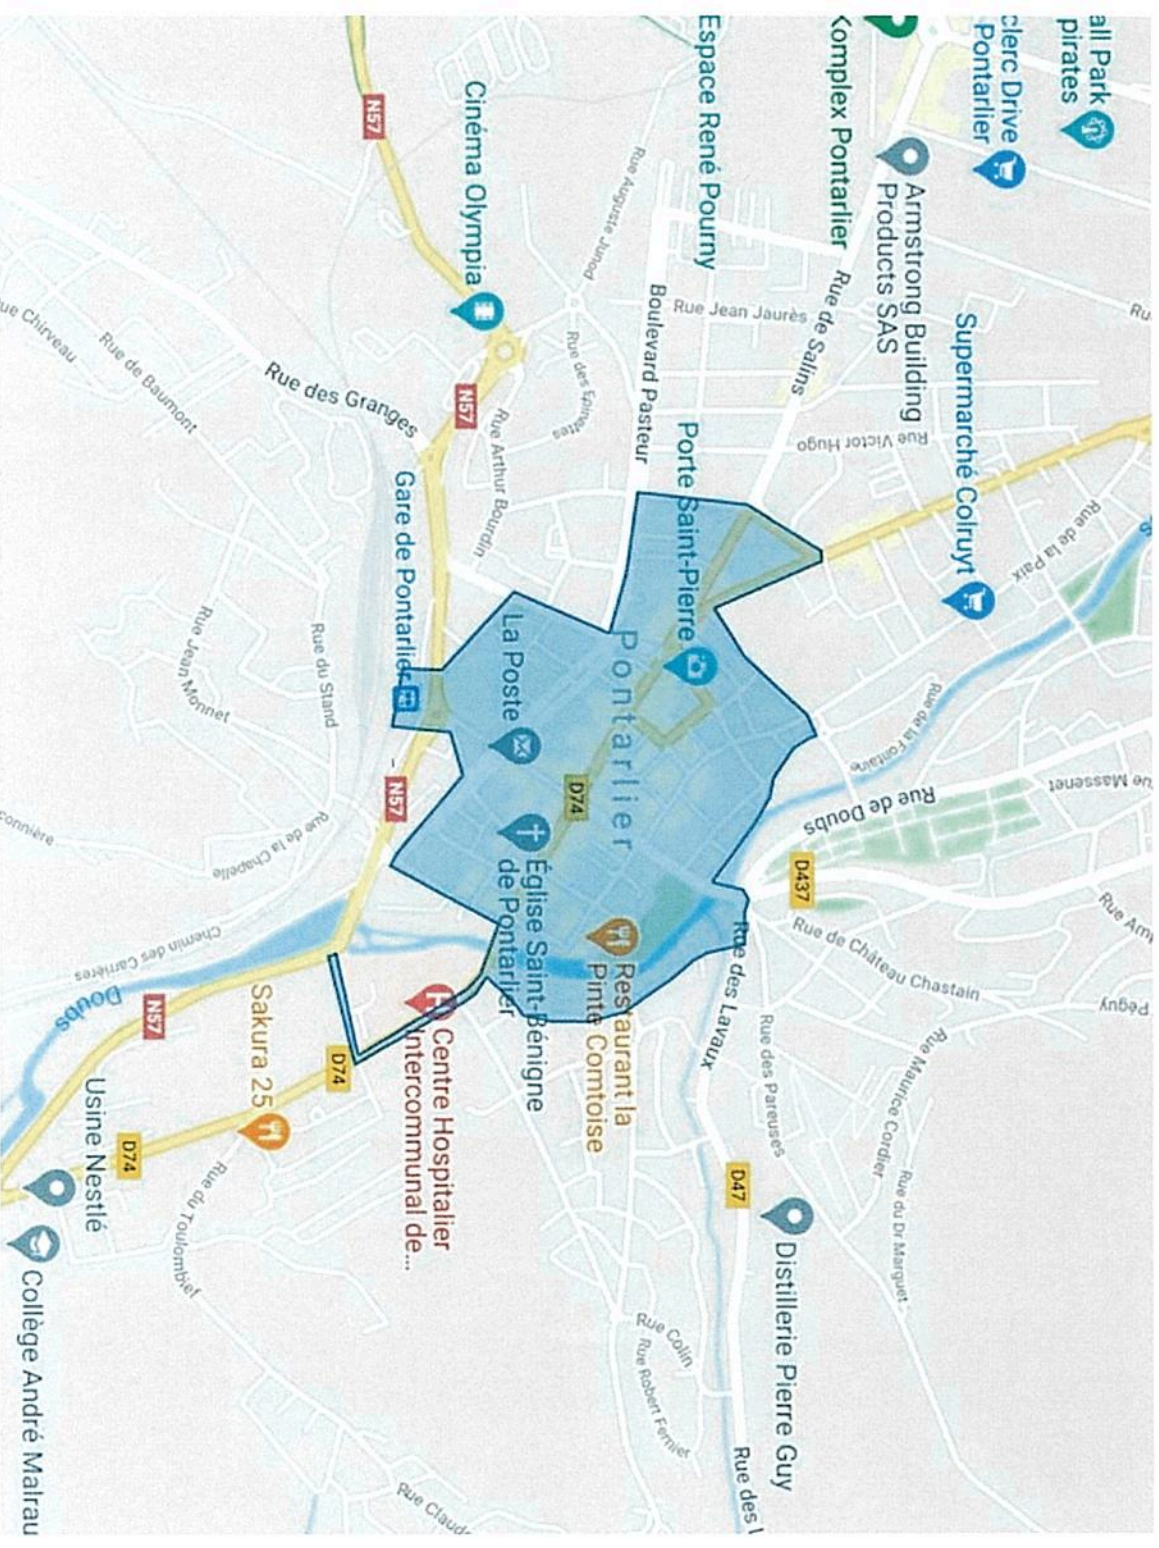 all Park
pirates
clerc Drive
Pontarlier
Komplex Pontarlier
Espace René Pourny
Armstrong Building
Products SAS
Supermarché Colruyt
Cinéma Olympia
N57
Rue Auguste Junod
Rue Jean Jaurès
Rue de Salins
Rue Victor Hugo
Boulevard Pasteur
Rue des Epinettes
Rue Arthur Bourdin
N57
Rue des Granges
Rue de Baumont
ue Chirveau
Porte Saint-Pierre
Gare de Pontarlier
La Poste
Pontarlier
D74
Rue de la Paix
Rue de la Fontaine
Rue de Doubs
Rue Massenet
D437
Rue Jean Monnet
Rue du Stand
N57
Rue de la Chapelle
onnière
Chemin des Carrières
Doubs
N57
Église Saint-Bénigne
de Pontarlier
Restaurant la
Pinte Comtoise
Rue des Lavaux
Rue de Château Chastain
Péguy
Rue des Pareuses
Rue Maurice Cordier
Rue du Dr Marguet
Centre Hospitalier
Intercommunal de...
Sakura 25
D74
D74
Usine Nestlé
Rue du Toulombief
D47
Distillerie Pierre Guy
Rue Colin
Rue Robert Fernier
Rue Claude
Rue des l
Collège André Malrau